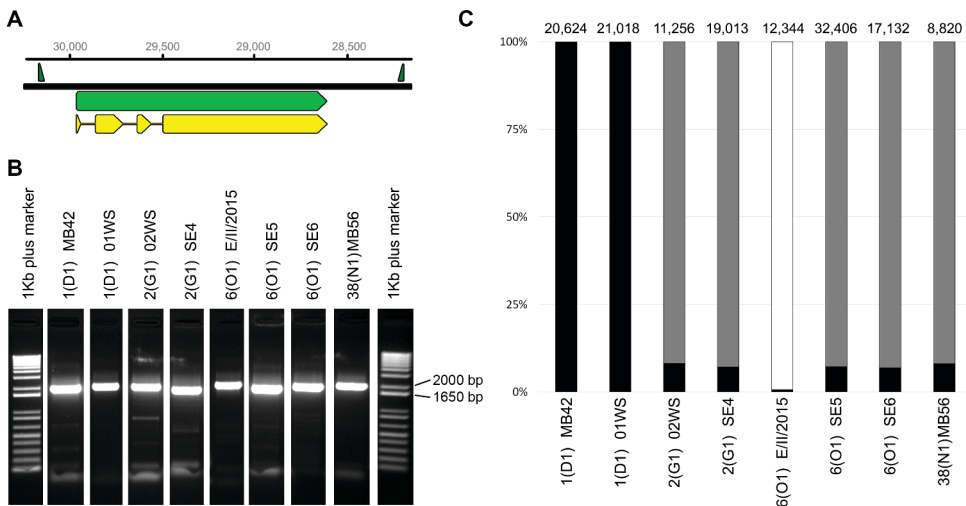 A
30,000 29,500 29,000 28,500
B
1Kb plus marker
1(D1) MB42
1(D1) 01WS
2(G1) 02WS
2(G1) SE4
6(O1) E/II/2015
6(O1) SE5
6(O1) SE6
38(N1)MB56
1Kb plus marker
2000 bp
1650 bp
C
20,624 21,018 11,256 19,013 12,344 32,406 17,132 8,820
100%
75%
50%
25%
0%
1(D1) MB42
1(D1) 01WS
2(G1) 02WS
2(G1) SE4
6(O1) E/II/2015
6(O1) SE5
6(O1) SE6
38(N1)MB56